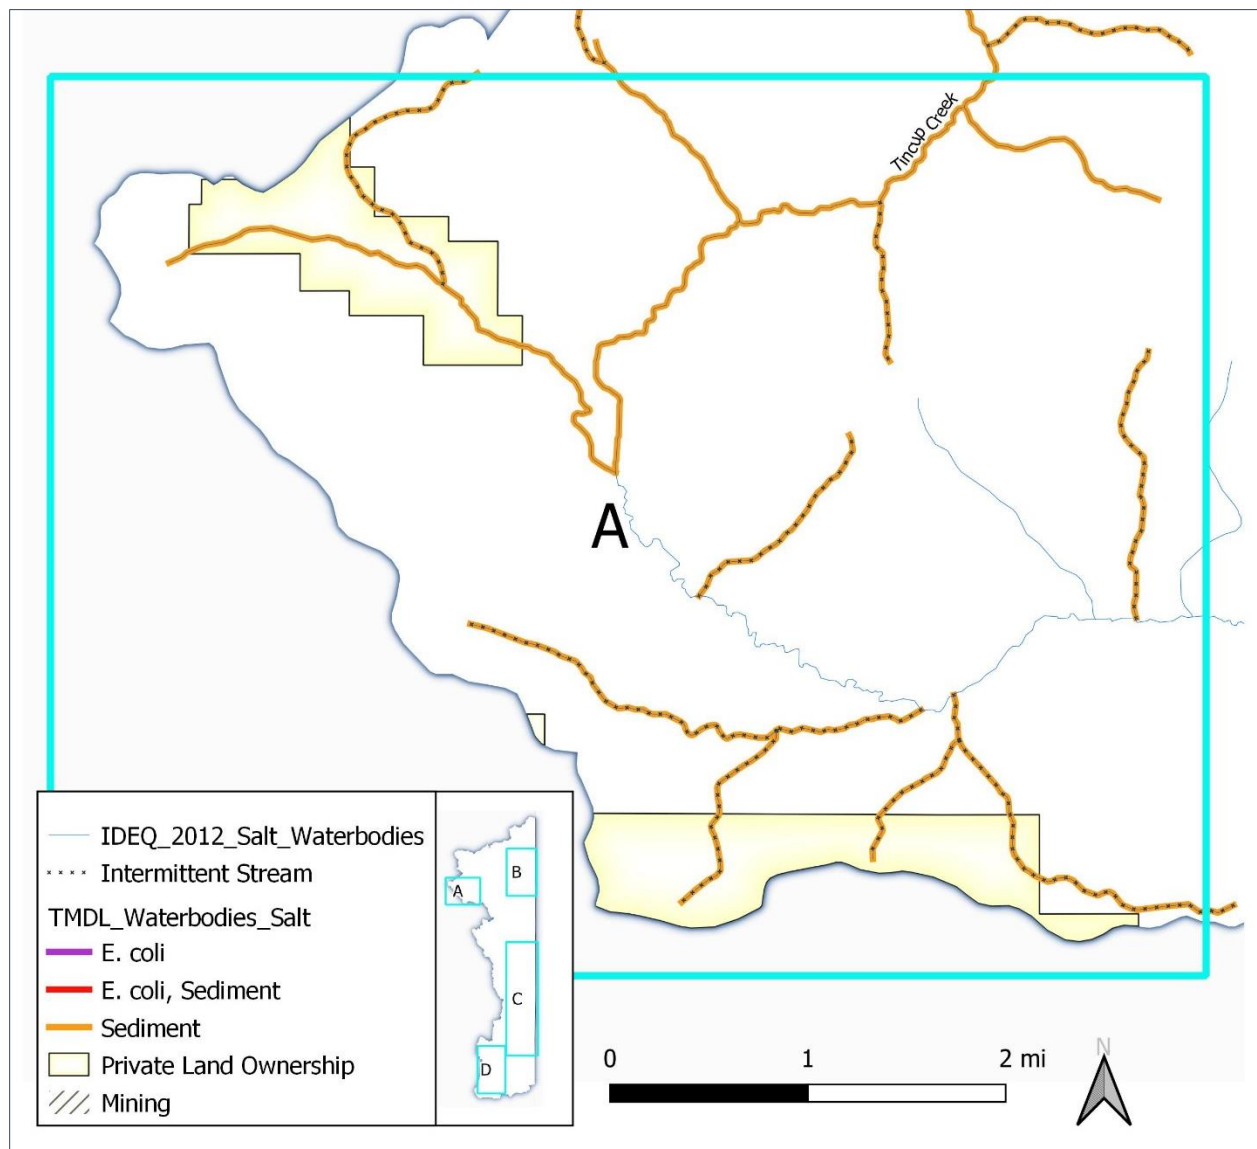 Tincup Creek
A
IDEQ_2012_Salt_Waterbodies
Intermittent Stream
TMDL_Waterbodies_Salt
E. coli
E. coli, Sediment
Sediment
Private Land Ownership
Mining
A
B
C
D
0 1 2 mi
N